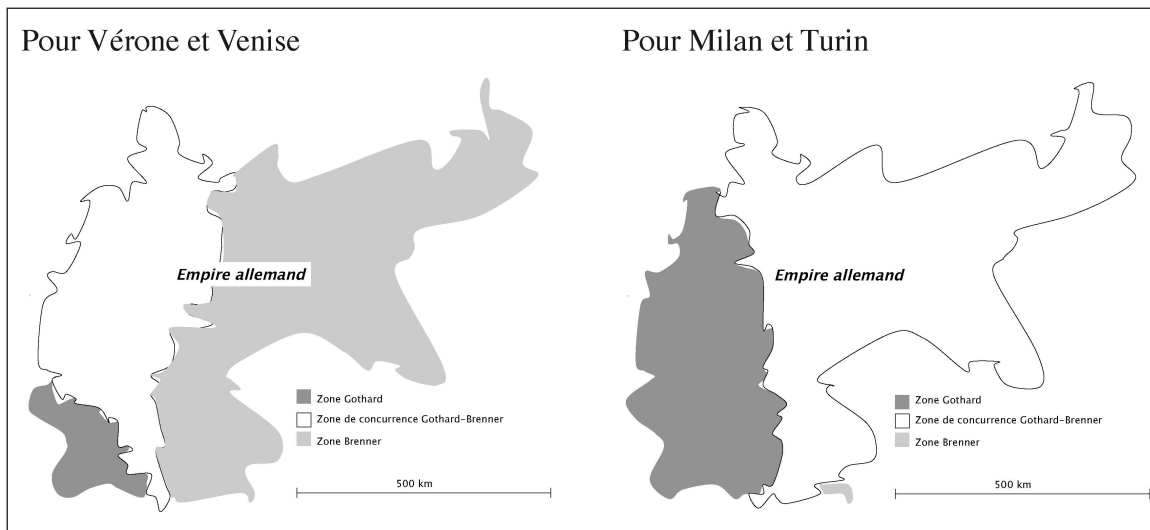 Pour Vérone et Venise
Empire allemand
Zone Gothard
Zone de concurrence Gothard-Brenner
Zone Brenner
500 km
Pour Milan et Turin
Empire allemand
Zone Gothard
Zone de concurrence Gothard-Brenner
Zone Brenner
500 km